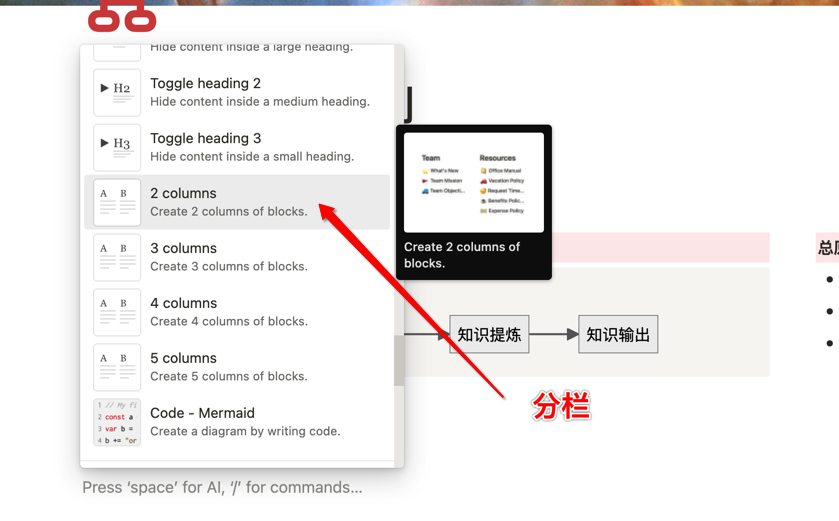 Hide content inside a large heading.
H2
Toggle heading 2
Hide content inside a medium heading.
H3
Toggle heading 3
Hide content inside a small heading.
A B
2 columns
Create 2 columns of blocks.
A B
3 columns
Create 3 columns of blocks.
A B
4 columns
Create 4 columns of blocks.
A B
5 columns
Create 5 columns of blocks.
1 // My fi
2 const a
3 var b =
4 b += "or
Code - Mermaid
Create a diagram by writing code.
Press ‘space’ for AI, ‘/’ for commands...
Team
What's New
Team Mission
Team Objecti...
Resources
Office Manual
Vacation Policy
Request Time...
Benefits Polic...
Expense Policy
Create 2 columns of
blocks.
知识提炼
知识输出
分栏